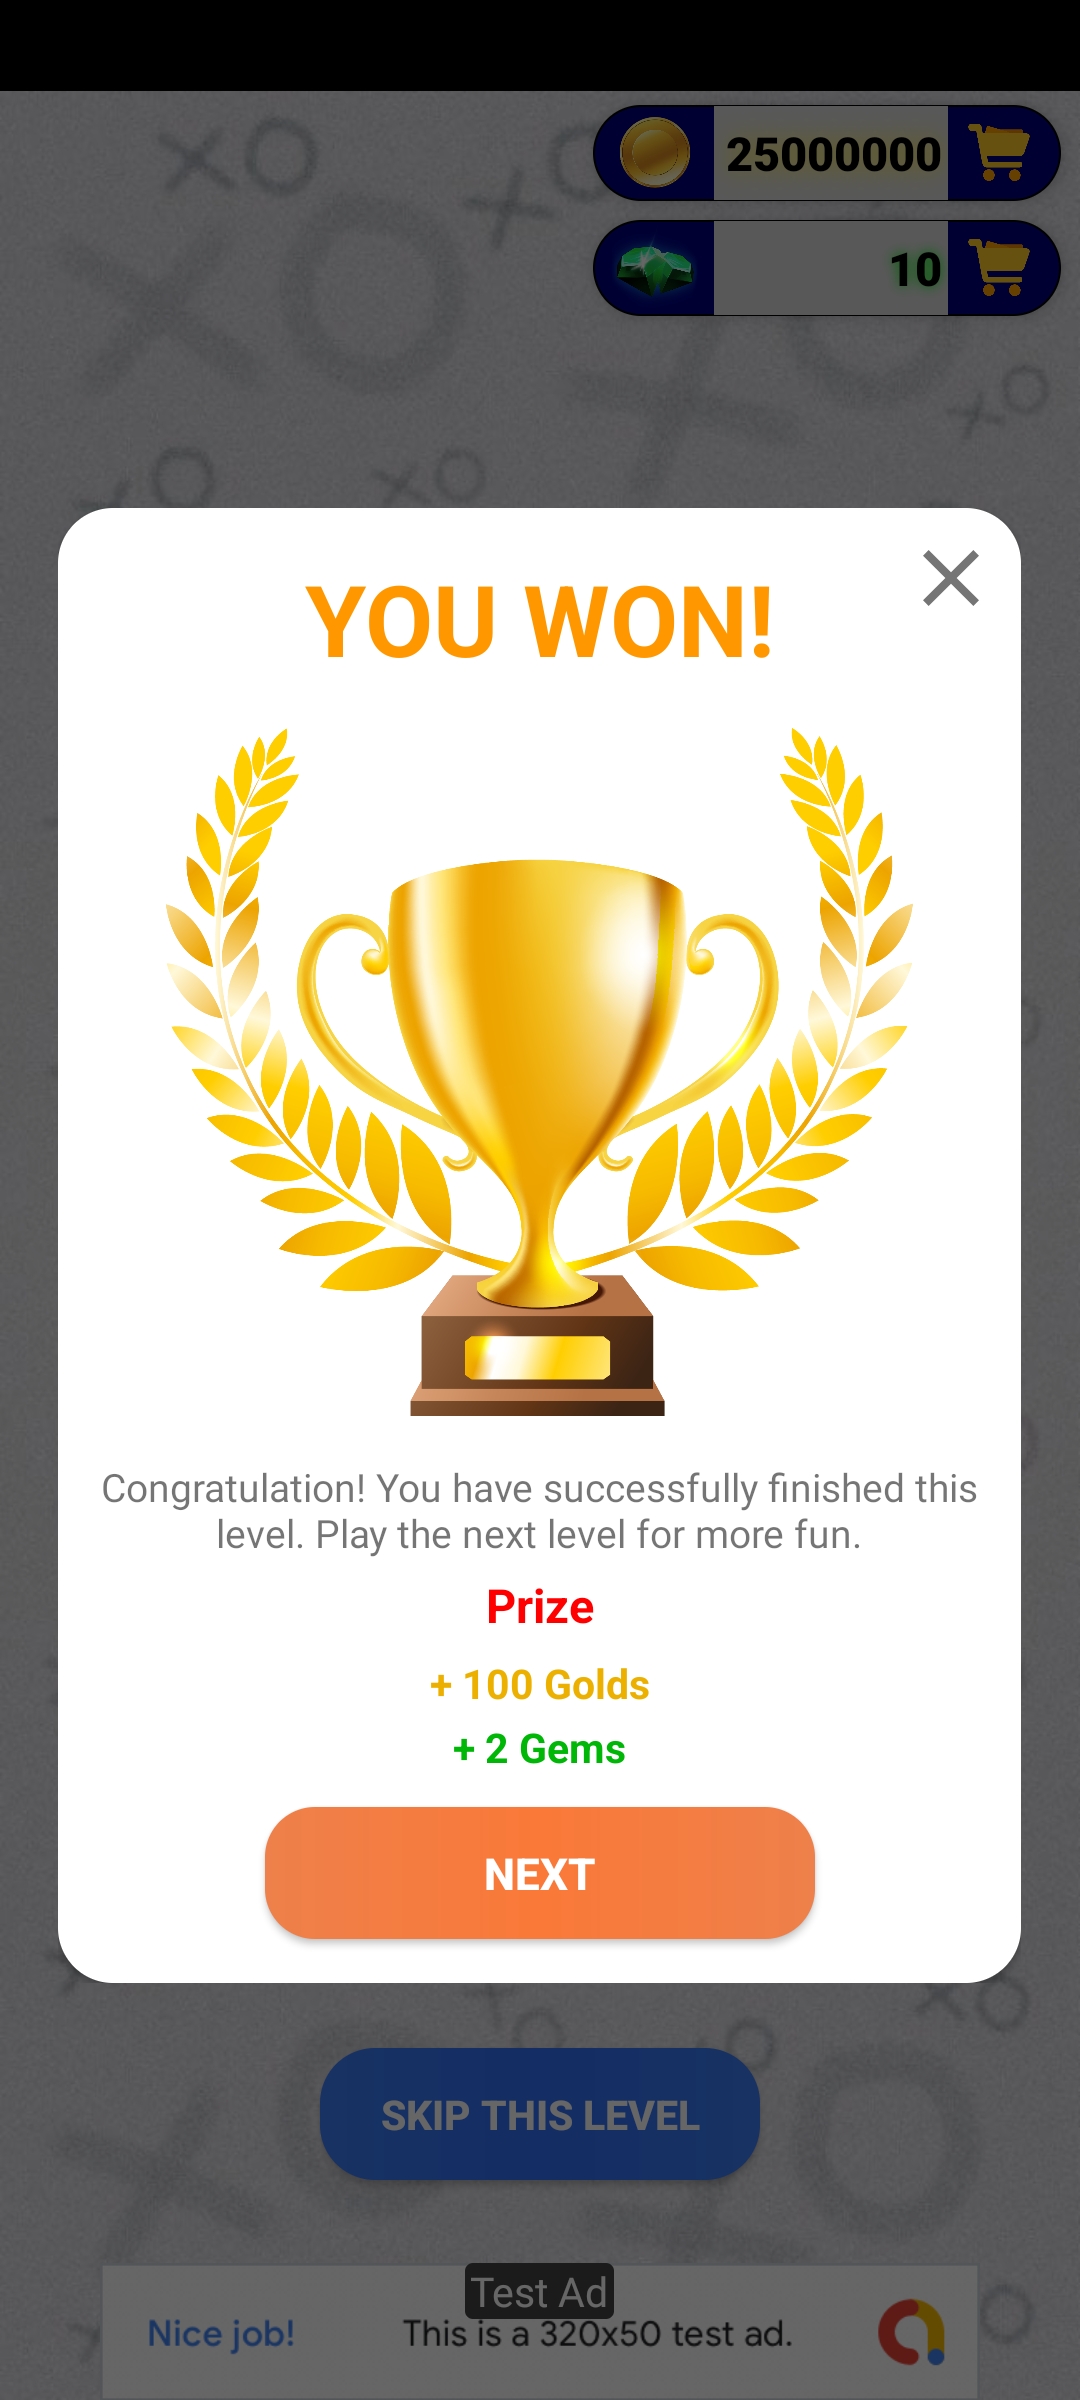 25000000
10
YOU WON!
Congratulation! You have successfully finished this
level. Play the next level for more fun.
Prize
+ 100 Golds
+ 2 Gems
NEXT
SKIP THIS LEVEL
Test Ad
Nice job!
This is a 320x50 test ad.